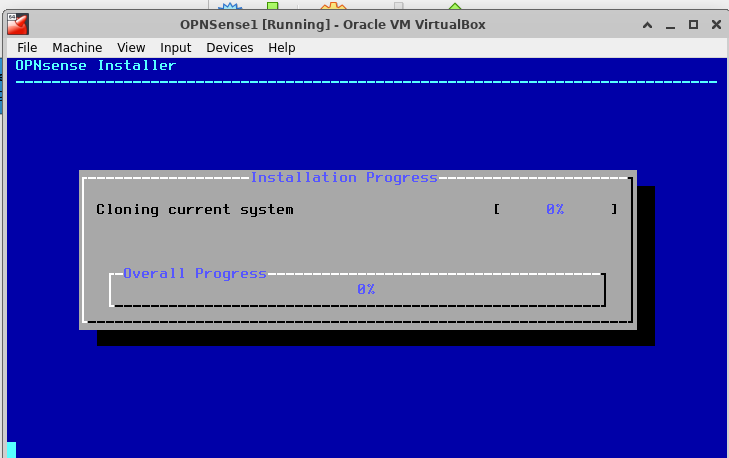 OPNSense1 [Running] - Oracle VM VirtualBox
File Machine View Input Devices Help
OPNsense Installer
Installation Progress
Cloning current system [ 0% ]
Overall Progress
0%